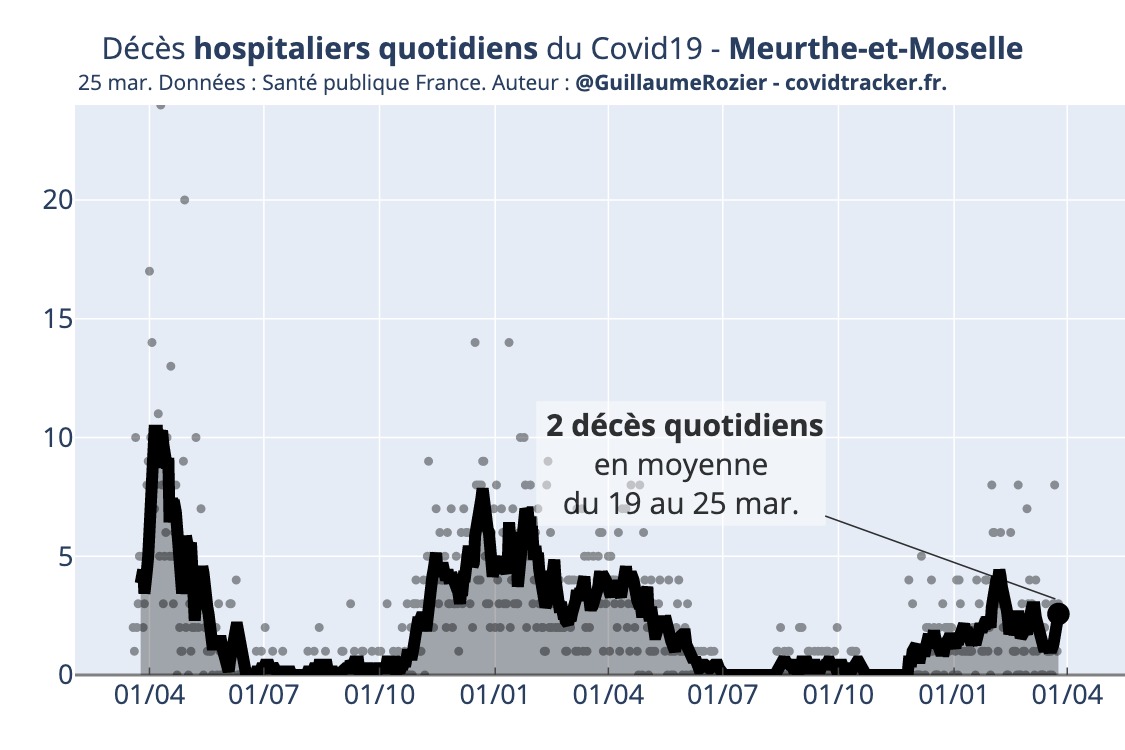 Décès hospitaliers quotidiens du Covid19 - Meurthe-et-Moselle
25 mar. Données : Santé publique France. Auteur : @GuillaumeRozier - covidtracker.fr.
20
15
10
5
0
2 décès quotidiens
en moyenne
du 19 au 25 mar.
01/04 01/07 01/10 01/01 01/04 01/07 01/10 01/01 01/04